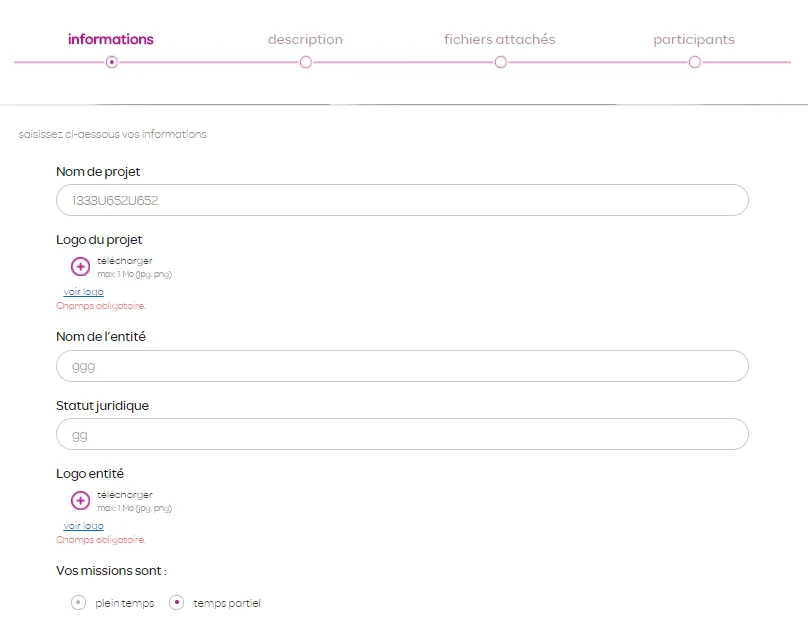 informations description fichiers attachés participants
saisissez ci-dessous vos informations
Nom de projet
1333U652U652
Logo du projet
télécharger
max: 1 Mo (jpg, png)
voir logo
Champs obligatoire.
Nom de l'entité
ggg
Statut juridique
gg
Logo entité
télécharger
max: 1 Mo (jpg, png)
voir logo
Champs obligatoire.
Vos missions sont :
plein temps temps partiel